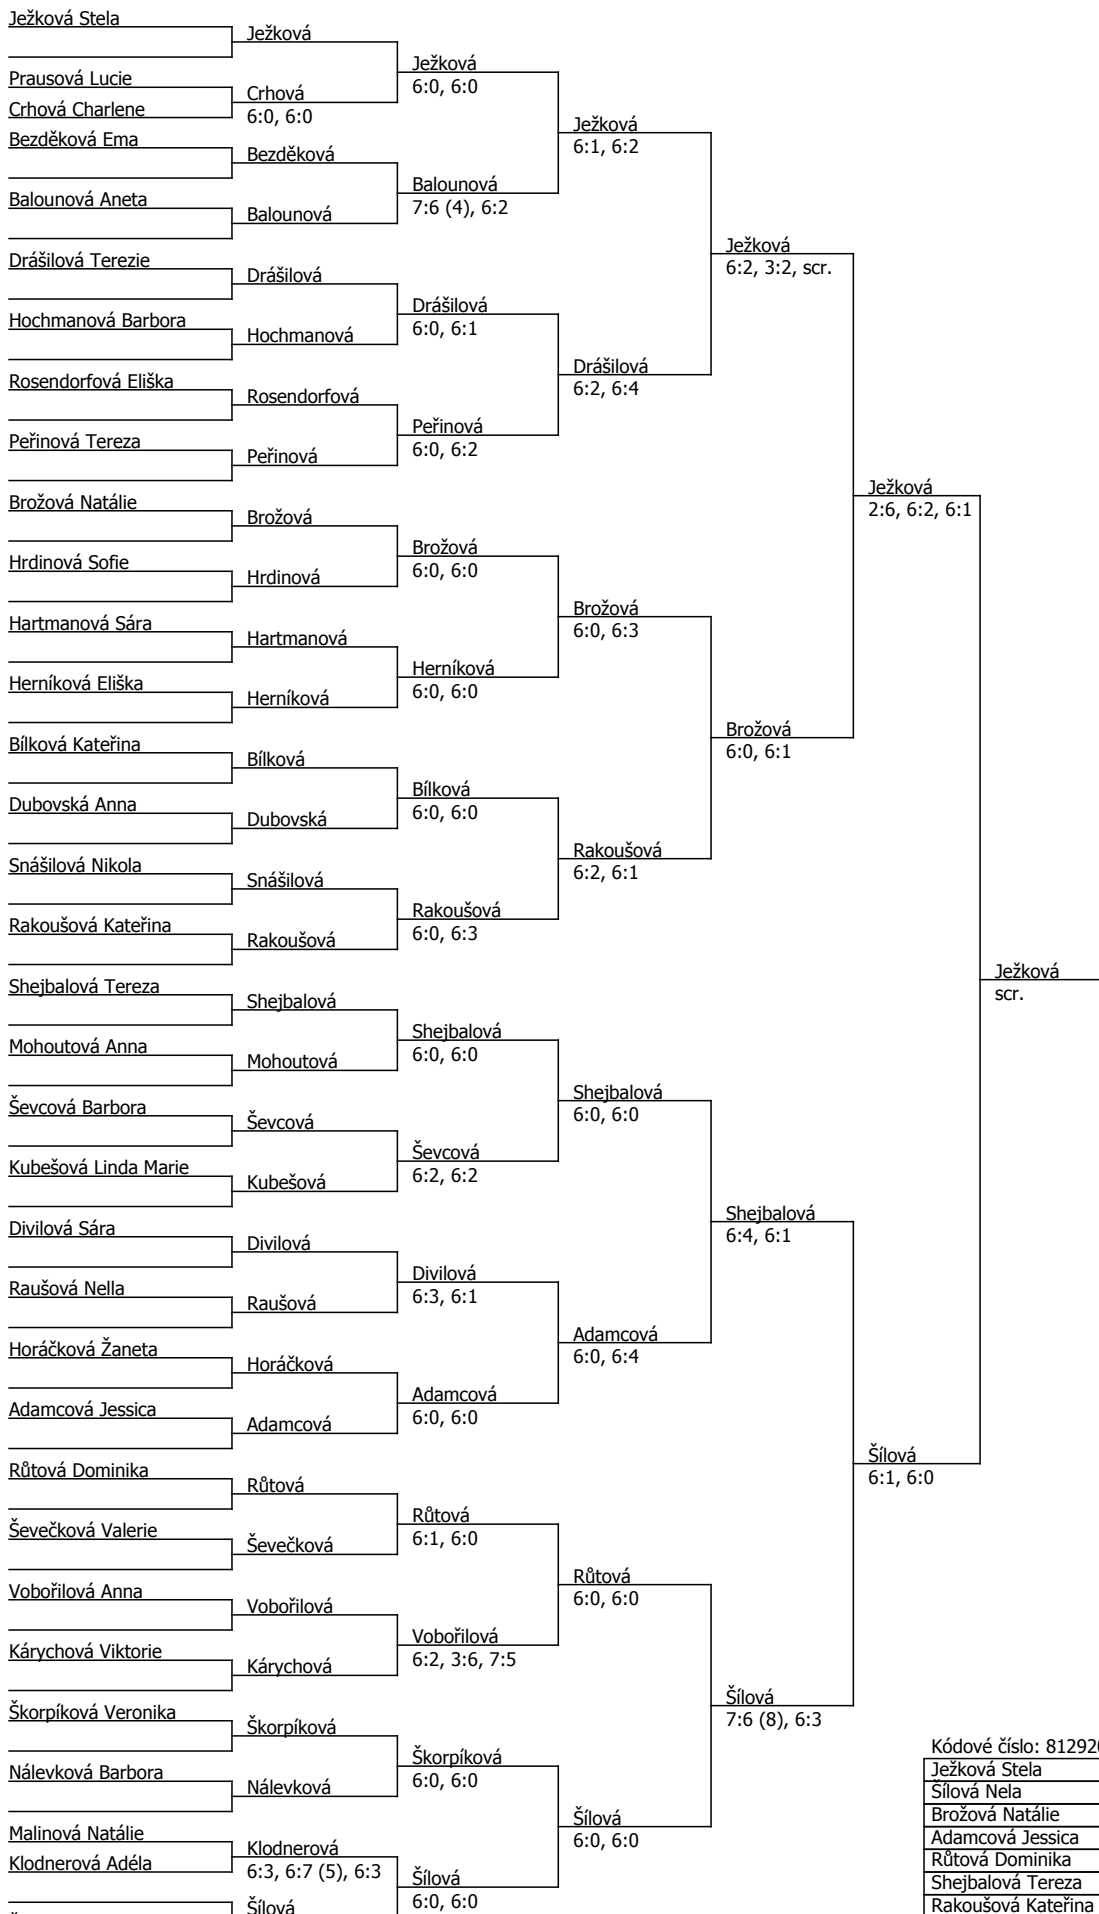 Ježková Stela
Prausová Lucie
Crhová Charlene
Bezděková Ema
Balounová Aneta
Drášilová Terezie
Hochmanová Barbora
Rosendorfová Eliška
Peřinová Tereza
Brožová Natálie
Hrdinová Sofie
Hartmanová Sára
Herníková Eliška
Bílková Kateřina
Dubovská Anna
Snášilová Nikola
Rakoušová Kateřina
Shejbalová Tereza
Mohoutová Anna
Ševcová Barbora
Kubešová Linda Marie
Divilová Sára
Raušová Nella
Horáčková Žaneta
Adamcová Jessica
Růtová Dominika
Ševečková Valerie
Vobořilová Anna
Kárychová Viktorie
Škorpíková Veronika
Nálevková Barbora
Malinová Natálie
Klodnerová Adéla
Ježková
Crhová
6:0, 6:0
Bezděková
Balounová
Drášilová
Hochmanová
Rosendorfová
Peřinová
Brožová
Hrdinová
Hartmanová
Herníková
Bílková
Dubovská
Snášilová
Rakoušová
Shejbalová
Mohoutová
Ševcová
Kubešová
Divilová
Raušová
Horáčková
Adamcová
Růtová
Ševečková
Vobořilová
Kárychová
Škorpíková
Nálevková
Klodnerová
6:3, 6:7 (5), 6:3
Šílová
Ježková
6:0, 6:0
Balounová
7:6 (4), 6:2
Drášilová
6:0, 6:1
Peřinová
6:0, 6:2
Brožová
6:0, 6:0
Herníková
6:0, 6:0
Bílková
6:0, 6:0
Rakoušová
6:0, 6:3
Shejbalová
6:0, 6:0
Ševcová
6:2, 6:2
Divilová
6:3, 6:1
Adamcová
6:0, 6:0
Růtová
6:1, 6:0
Vobořilová
6:2, 3:6, 7:5
Škorpíková
6:0, 6:0
Šílová
6:0, 6:0
Ježková
6:1, 6:2
Drášilová
6:2, 6:4
Brožová
6:0, 6:3
Rakoušová
6:2, 6:1
Shejbalová
6:0, 6:0
Adamcová
6:0, 6:4
Růtová
6:0, 6:0
Šílová
6:0, 6:0
Ježková
6:2, 3:2, scr.
Brožová
6:0, 6:1
Shejbalová
6:4, 6:1
Šílová
7:6 (8), 6:3
Ježková
2:6, 6:2, 6:1
Šílová
6:1, 6:0
Ježková
scr.
Kódové číslo: 81292
Ježková Stela
Šílová Nela
Brožová Natálie
Adamcová Jessica
Růtová Dominika
Shejbalová Tereza
Rakoušová Kateřina